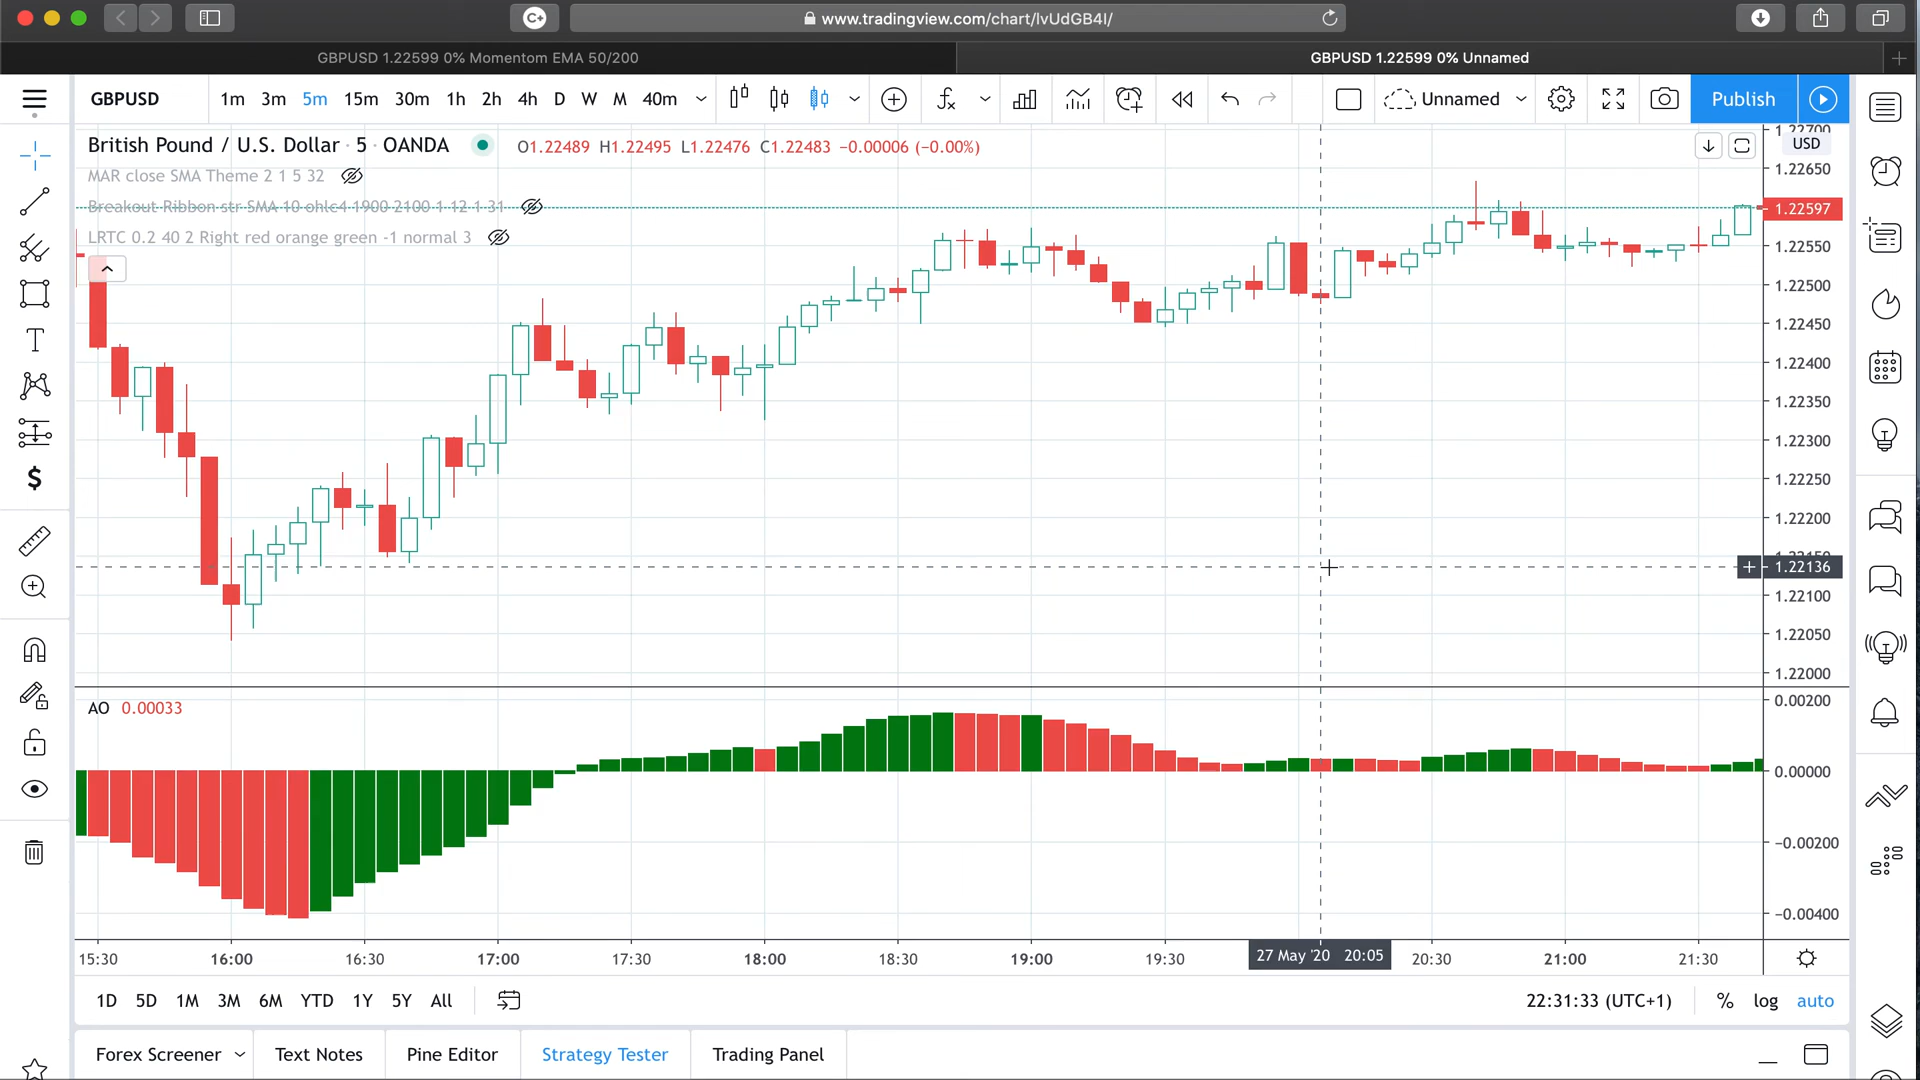 www.tradingview.com/chart/lvUdGB4I/
GBPUSD 1.22599 0% Momentom EMA 50/200
GBPUSD 1.22599 0% Unnamed
GBPUSD 1m 3m 5m 15m 30m 1h 2h 4h D W M 40m Unnamed Publish
British Pound / U.S. Dollar · 5 · OANDA O1.22489 H1.22495 L1.22476 C1.22483 −0.00006 (−0.00%)
MAR close SMA Theme 2 1 5 32
Breakout Ribbon str SMA 10 ohlc4 1900 2100 1 12 1 31
LRTC 0.2 40 2 Right red orange green -1 normal 3
1.22700
USD
1.22650
1.22597
1.22550
1.22500
1.22450
1.22400
1.22350
1.22300
1.22250
1.22200
1.22150
1.22136
1.22100
1.22050
1.22000
AO 0.00033
0.00200
0.00000
−0.00200
−0.00400
15:30 16:00 16:30 17:00 17:30 18:00 18:30 19:00 19:30 27 May '20 20:05 20:30 21:00 21:30
1D 5D 1M 3M 6M YTD 1Y 5Y All 22:31:33 (UTC+1) % log auto
Forex Screener Text Notes Pine Editor Strategy Tester Trading Panel